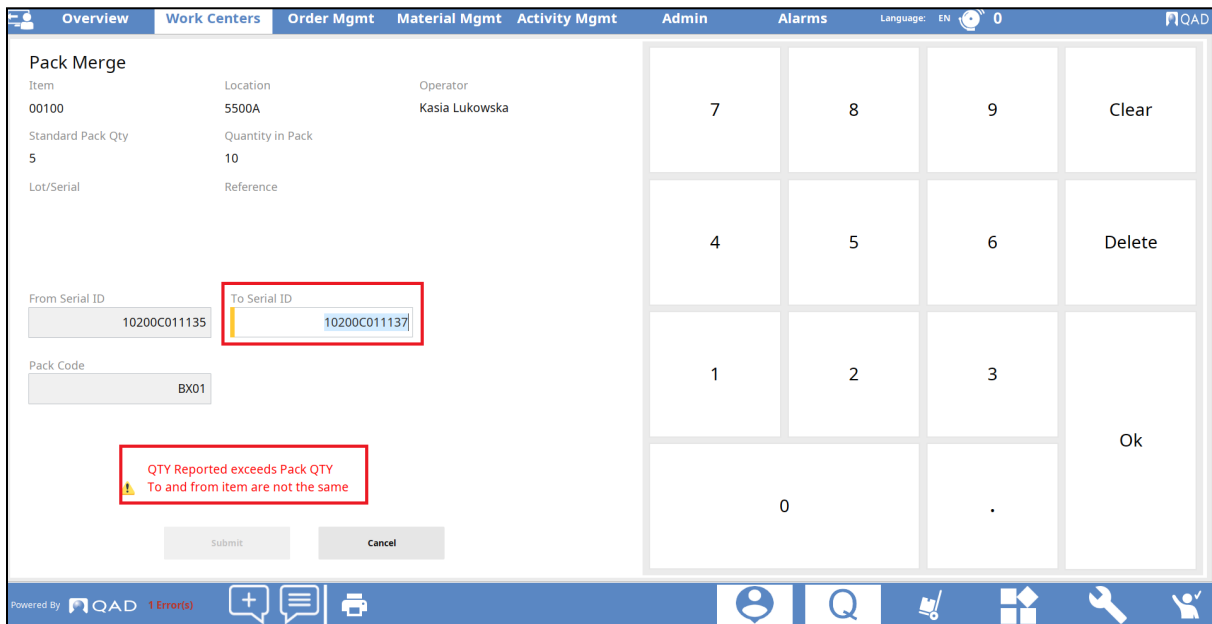 Overview Work Centers Order Mgmt Material Mgmt Activity Mgmt Admin Alarms Language: EN 0 QAD
Pack Merge
Item Location Operator
00100 5500A Kasia Lukowska
Standard Pack Qty Quantity in Pack
5 10
Lot/Serial Reference
From Serial ID To Serial ID
10200C011135 10200C011137
Pack Code
BX01
QTY Reported exceeds Pack QTY
To and from item are not the same
Submit Cancel
7 8 9 Clear
4 5 6 Delete
1 2 3
Ok
0 .
Powered By QAD 1 Error(s) Q